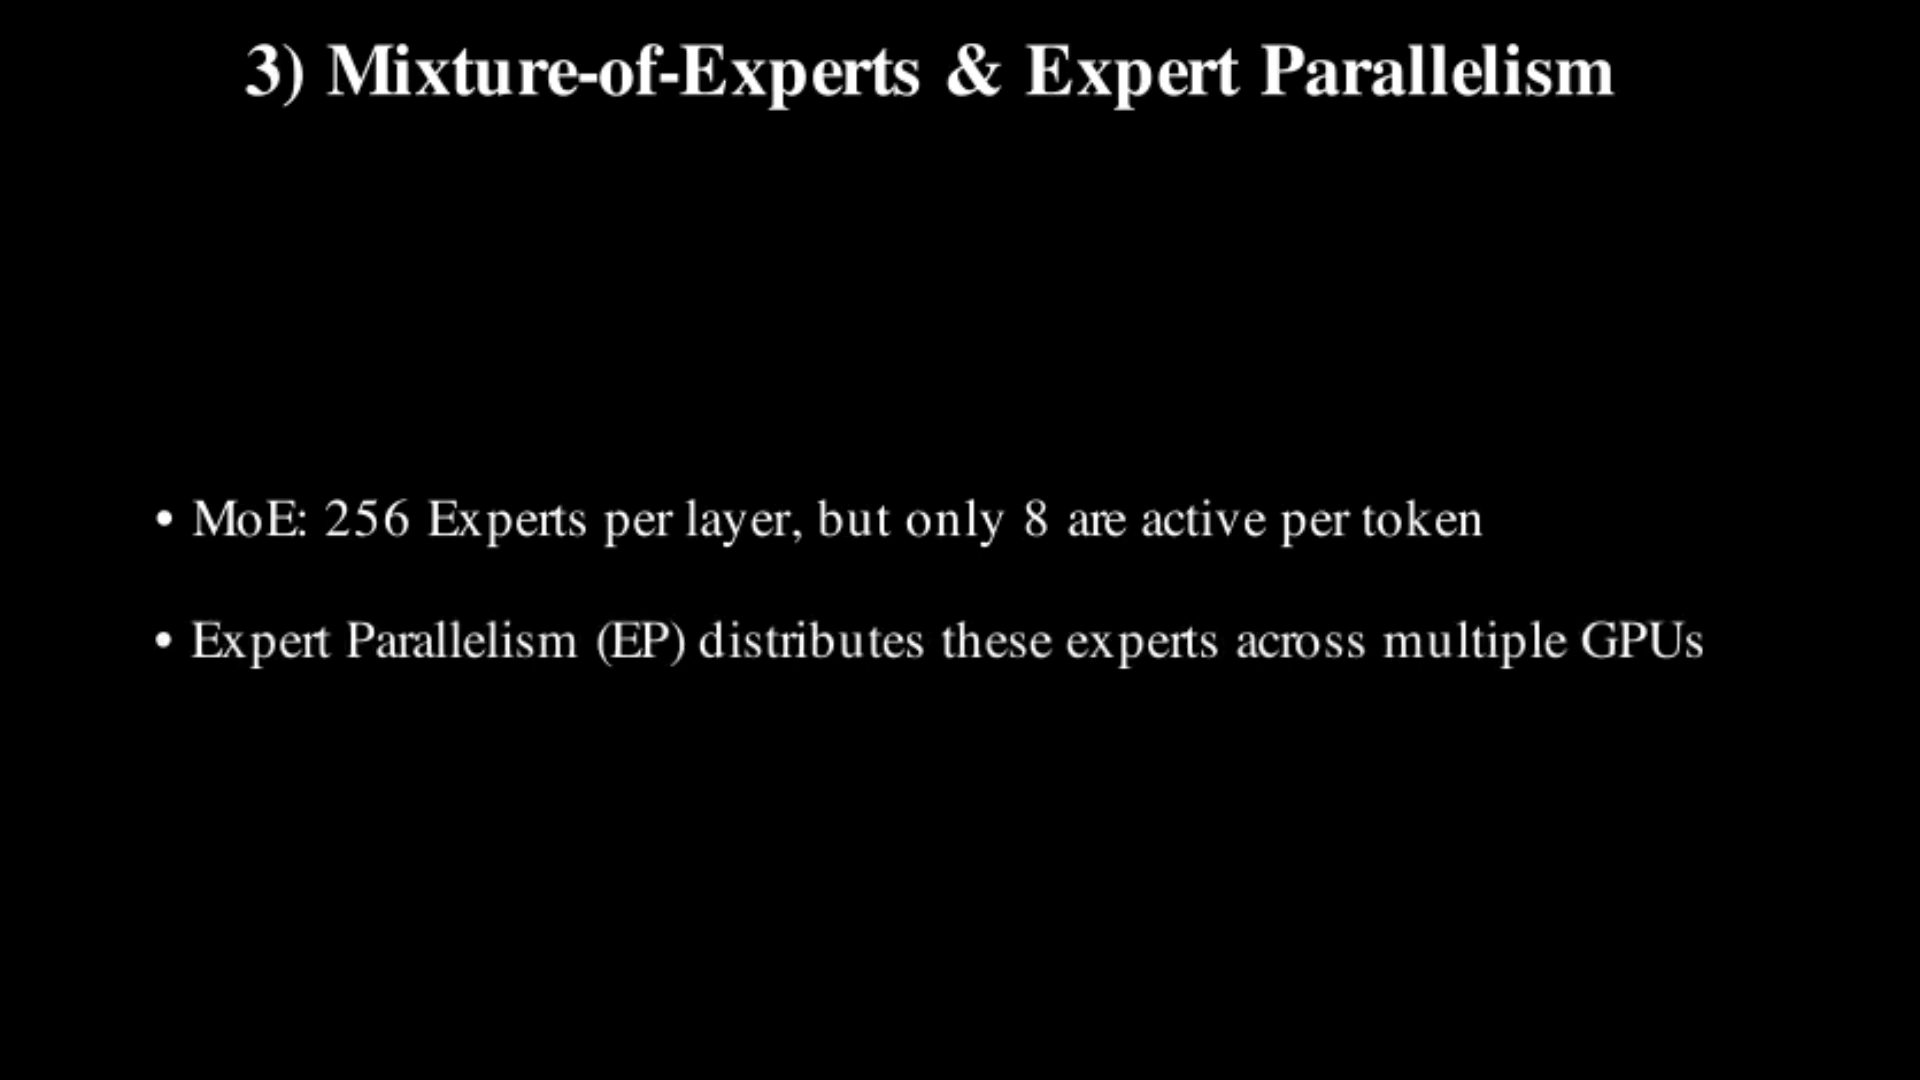 3) Mixture-of-Experts & Expert Parallelism
• MoE: 256 Experts per layer, but only 8 are active per token
• Expert Parallelism (EP) distributes these experts across multiple GPUs